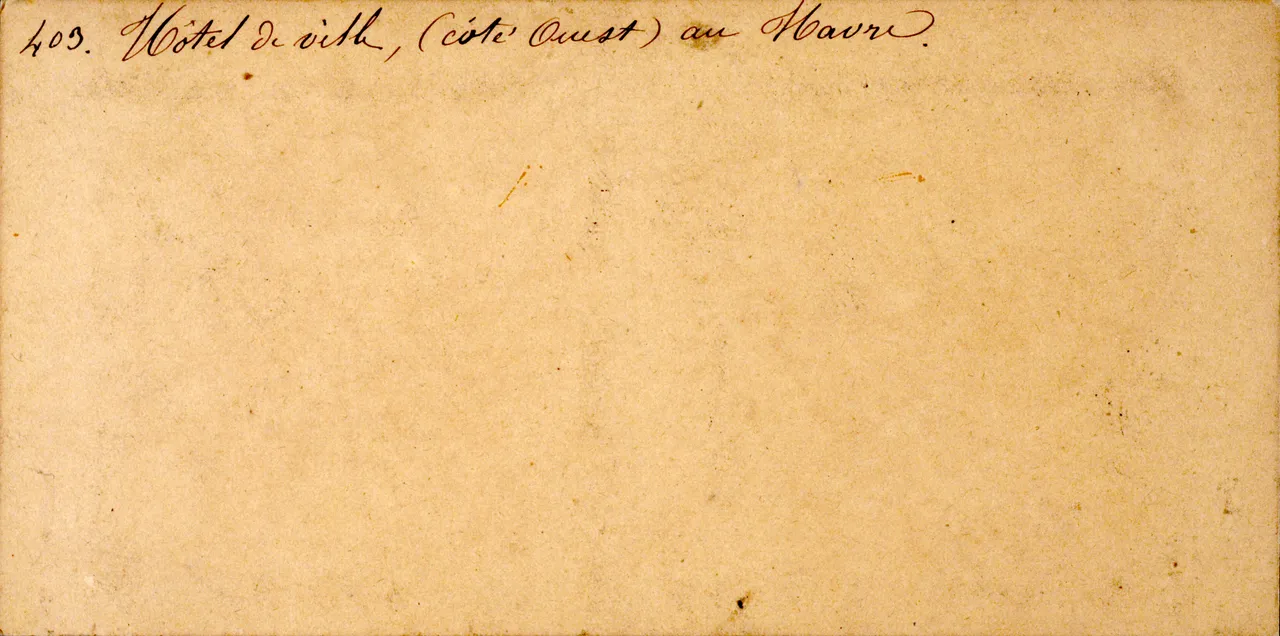 403. Hôtel de ville, (côté Ouest) au Havre.